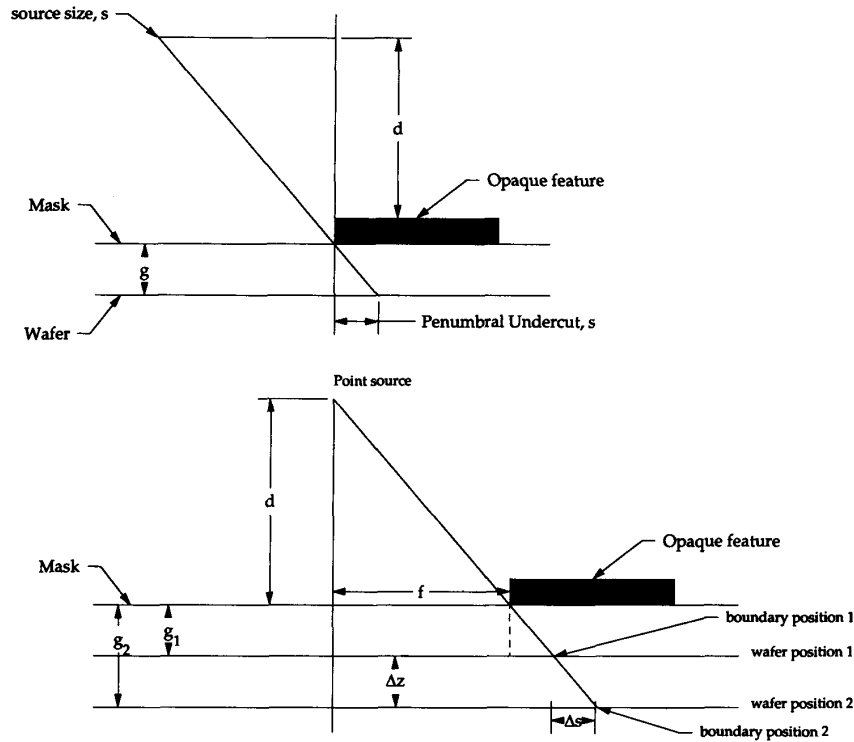 source size, s
d
Opaque feature
Mask
g
Wafer
Penumbral Undercut, s
Point source
d
Opaque feature
Mask
f
boundary position 1
g2
g1
wafer position 1
Δz
wafer position 2
Δs
boundary position 2